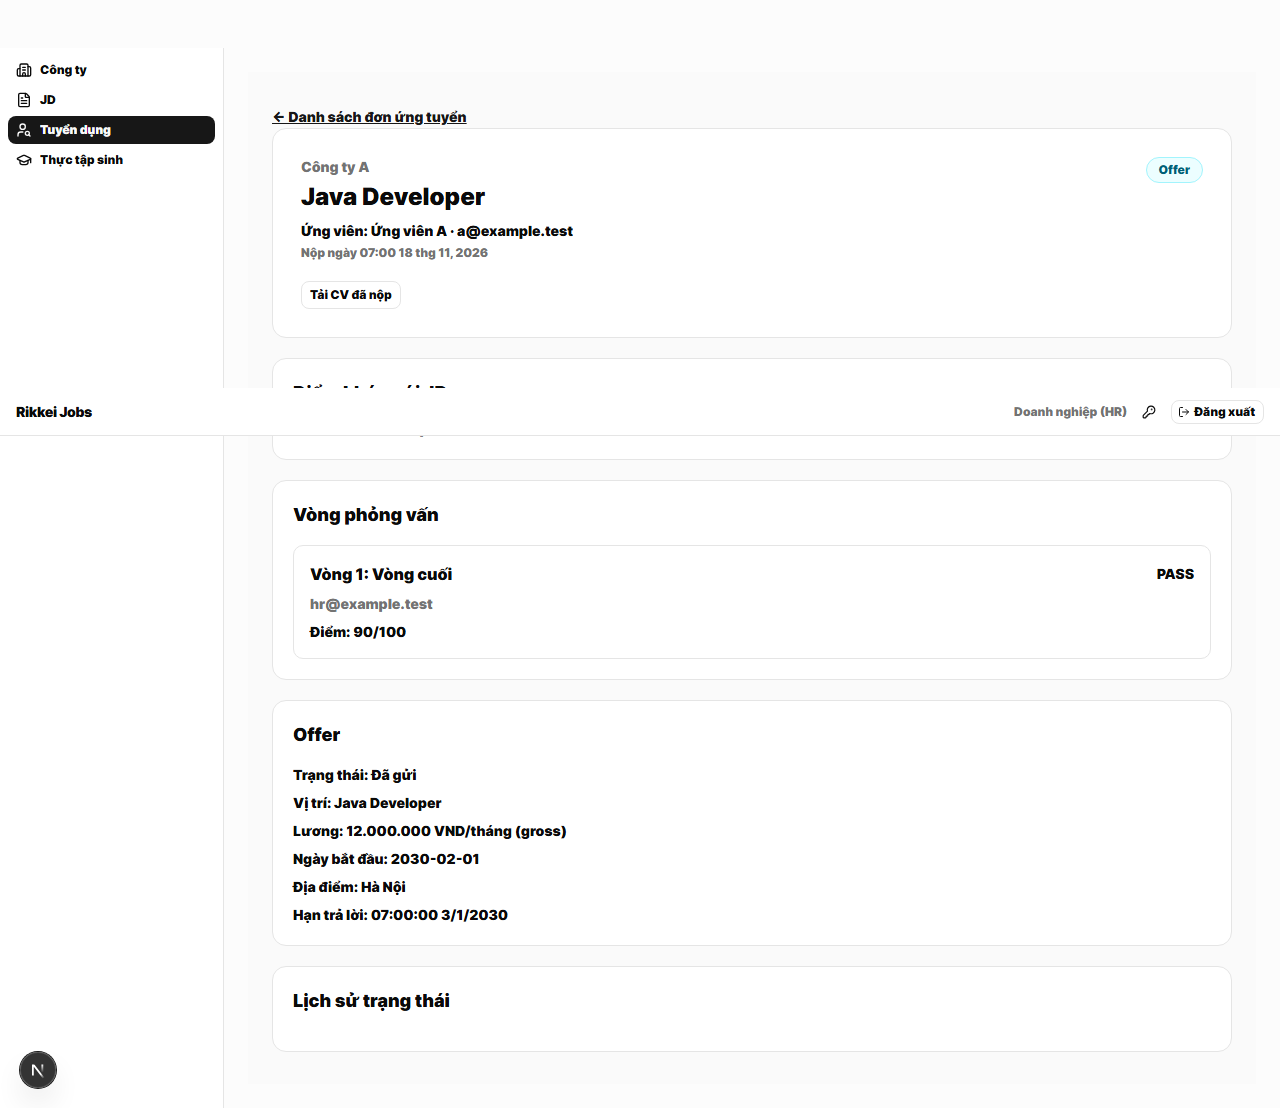 Công ty
JD
Tuyển dụng
Thực tập sinh
← Danh sách đơn ứng tuyển
Công ty A
Offer
Java Developer
Ứng viên: Ứng viên A · a@example.test
Nộp ngày 07:00 18 thg 11, 2026
Tải CV đã nộp
Rikkei Jobs
Doanh nghiệp (HR)
Đăng xuất
Vòng phỏng vấn
Vòng 1: Vòng cuối
PASS
hr@example.test
Điểm: 90/100
Offer
Trạng thái: Đã gửi
Vị trí: Java Developer
Lương: 12.000.000 VND/tháng (gross)
Ngày bắt đầu: 2030-02-01
Địa điểm: Hà Nội
Hạn trả lời: 07:00:00 3/1/2030
Lịch sử trạng thái
N